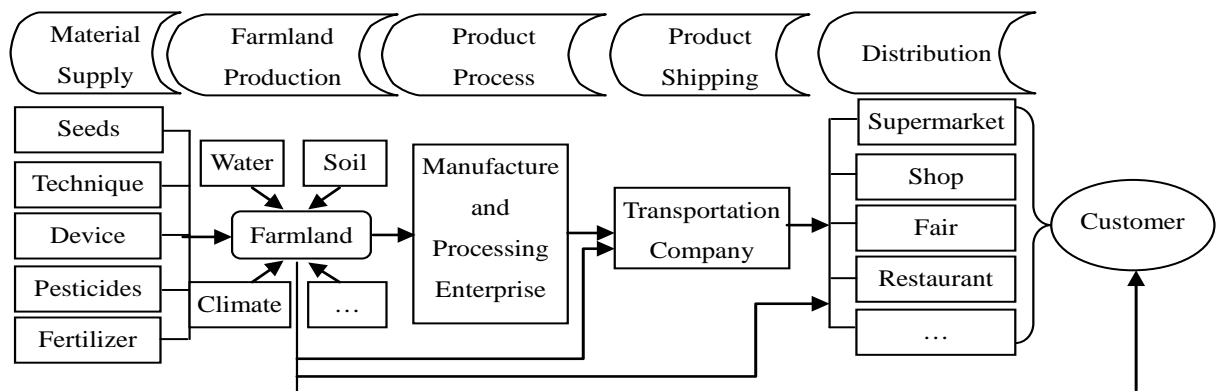 Material
Supply
Farmland
Production
Product
Process
Product
Shipping
Distribution
Seeds
Technique
Device
Pesticides
Fertilizer
Water
Soil
Farmland
Climate
…
Manufacture
and
Processing
Enterprise
Transportation
Company
Supermarket
Shop
Fair
Restaurant
…
Customer